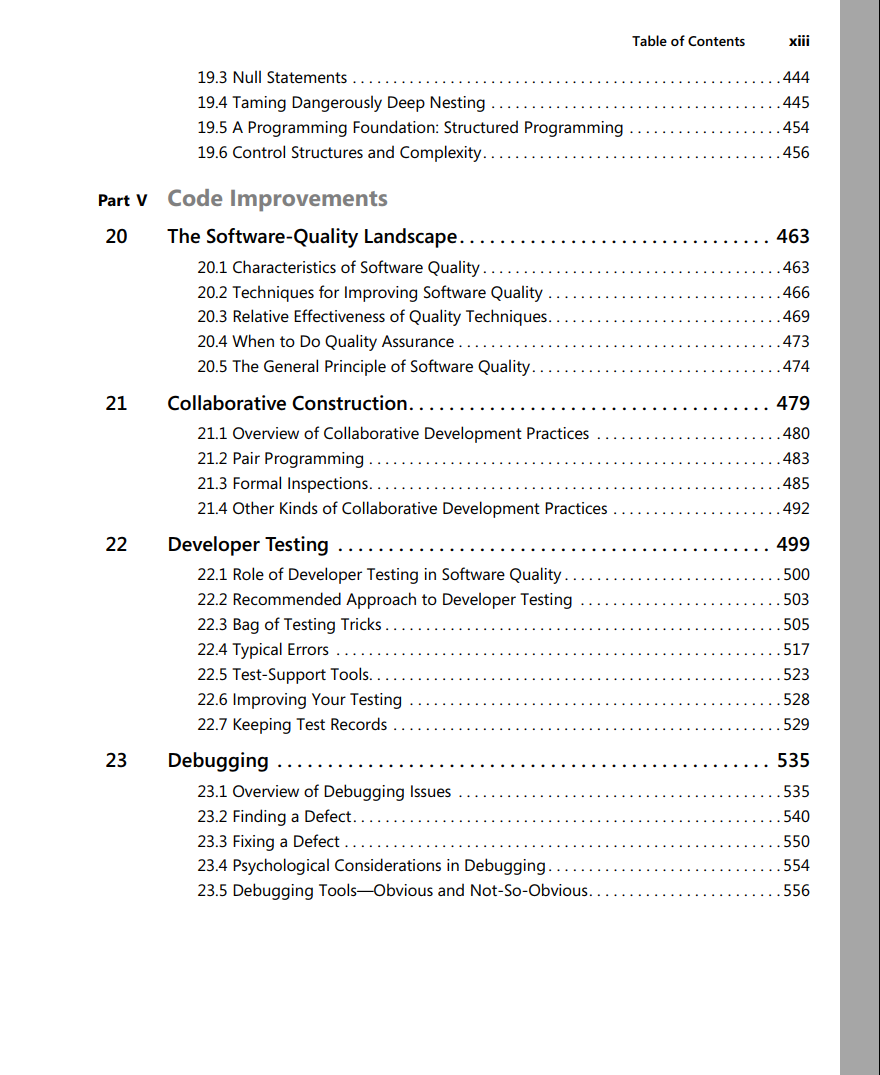 Table of Contents xiii
19.3 Null Statements . . . . . . . . . . . . . . . . . . . . . . . . . . . . . . . . . . . . . . . . . . . . . . . . . . . . 444
19.4 Taming Dangerously Deep Nesting . . . . . . . . . . . . . . . . . . . . . . . . . . . . . . . . . . . 445
19.5 A Programming Foundation: Structured Programming . . . . . . . . . . . . . . . . . . . 454
19.6 Control Structures and Complexity. . . . . . . . . . . . . . . . . . . . . . . . . . . . . . . . . . . . 456
Part V Code Improvements
20 The Software-Quality Landscape. . . . . . . . . . . . . . . . . . . . . . . . . . . . . . . 463
20.1 Characteristics of Software Quality . . . . . . . . . . . . . . . . . . . . . . . . . . . . . . . . . . . . 463
20.2 Techniques for Improving Software Quality . . . . . . . . . . . . . . . . . . . . . . . . . . . . 466
20.3 Relative Effectiveness of Quality Techniques. . . . . . . . . . . . . . . . . . . . . . . . . . . . 469
20.4 When to Do Quality Assurance . . . . . . . . . . . . . . . . . . . . . . . . . . . . . . . . . . . . . . . 473
20.5 The General Principle of Software Quality. . . . . . . . . . . . . . . . . . . . . . . . . . . . . . 474
21 Collaborative Construction. . . . . . . . . . . . . . . . . . . . . . . . . . . . . . . . . . . . 479
21.1 Overview of Collaborative Development Practices . . . . . . . . . . . . . . . . . . . . . . . 480
21.2 Pair Programming . . . . . . . . . . . . . . . . . . . . . . . . . . . . . . . . . . . . . . . . . . . . . . . . . . 483
21.3 Formal Inspections. . . . . . . . . . . . . . . . . . . . . . . . . . . . . . . . . . . . . . . . . . . . . . . . . . 485
21.4 Other Kinds of Collaborative Development Practices . . . . . . . . . . . . . . . . . . . . . 492
22 Developer Testing . . . . . . . . . . . . . . . . . . . . . . . . . . . . . . . . . . . . . . . . . . . 499
22.1 Role of Developer Testing in Software Quality . . . . . . . . . . . . . . . . . . . . . . . . . . 500
22.2 Recommended Approach to Developer Testing . . . . . . . . . . . . . . . . . . . . . . . . . 503
22.3 Bag of Testing Tricks . . . . . . . . . . . . . . . . . . . . . . . . . . . . . . . . . . . . . . . . . . . . . . . . 505
22.4 Typical Errors . . . . . . . . . . . . . . . . . . . . . . . . . . . . . . . . . . . . . . . . . . . . . . . . . . . . . . 517
22.5 Test-Support Tools. . . . . . . . . . . . . . . . . . . . . . . . . . . . . . . . . . . . . . . . . . . . . . . . . . 523
22.6 Improving Your Testing . . . . . . . . . . . . . . . . . . . . . . . . . . . . . . . . . . . . . . . . . . . . . 528
22.7 Keeping Test Records . . . . . . . . . . . . . . . . . . . . . . . . . . . . . . . . . . . . . . . . . . . . . . . 529
23 Debugging . . . . . . . . . . . . . . . . . . . . . . . . . . . . . . . . . . . . . . . . . . . . . . . . . 535
23.1 Overview of Debugging Issues . . . . . . . . . . . . . . . . . . . . . . . . . . . . . . . . . . . . . . . 535
23.2 Finding a Defect. . . . . . . . . . . . . . . . . . . . . . . . . . . . . . . . . . . . . . . . . . . . . . . . . . . . 540
23.3 Fixing a Defect . . . . . . . . . . . . . . . . . . . . . . . . . . . . . . . . . . . . . . . . . . . . . . . . . . . . . 550
23.4 Psychological Considerations in Debugging. . . . . . . . . . . . . . . . . . . . . . . . . . . . 554
23.5 Debugging Tools—Obvious and Not-So-Obvious. . . . . . . . . . . . . . . . . . . . . . . 556